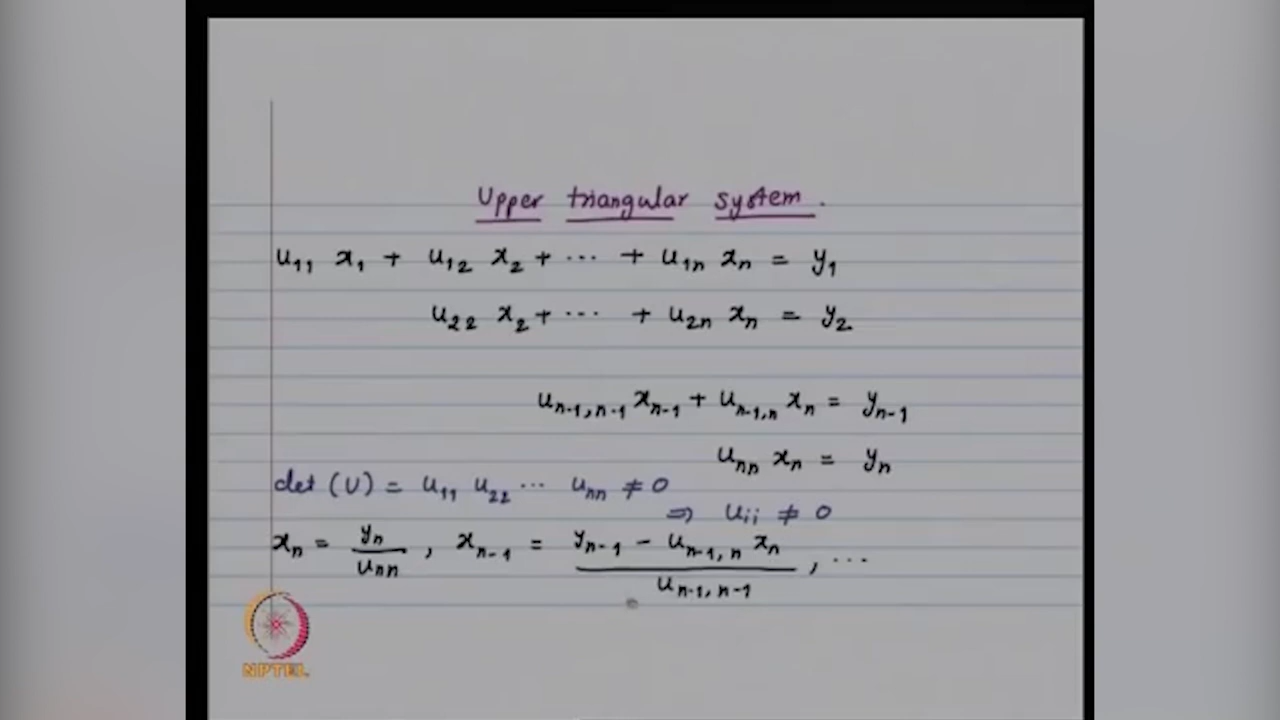 Upper triangular system.
u₁₁ x₁ + u₁₂ x₂ + ⋯ + u₁ₙ xₙ = y₁
u₂₂ x₂ + ⋯ + u₂ₙ xₙ = y₂
uₙ₋₁,ₙ₋₁ xₙ₋₁ + uₙ₋₁,ₙ xₙ = yₙ₋₁
uₙₙ xₙ = yₙ
det (U) = u₁₁ u₂₂ ⋯ uₙₙ ≠ 0
⇒ uᵢᵢ ≠ 0
xₙ = yₙ / uₙₙ , xₙ₋₁ = (yₙ₋₁ − uₙ₋₁,ₙ xₙ) / uₙ₋₁,ₙ₋₁ , ⋯
NPTEL